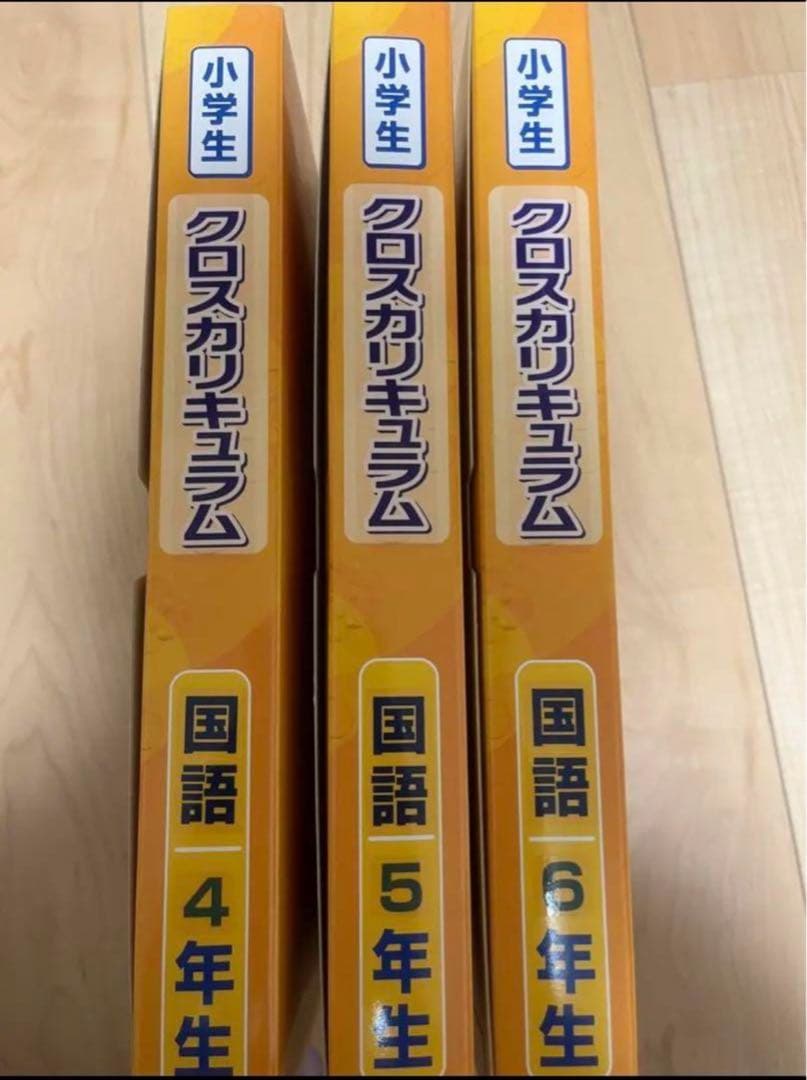 小学生
クロスカリキュラム
国語
4年生
小学生
クロスカリキュラム
国語
5年生
小学生
クロスカリキュラム
国語
6年生